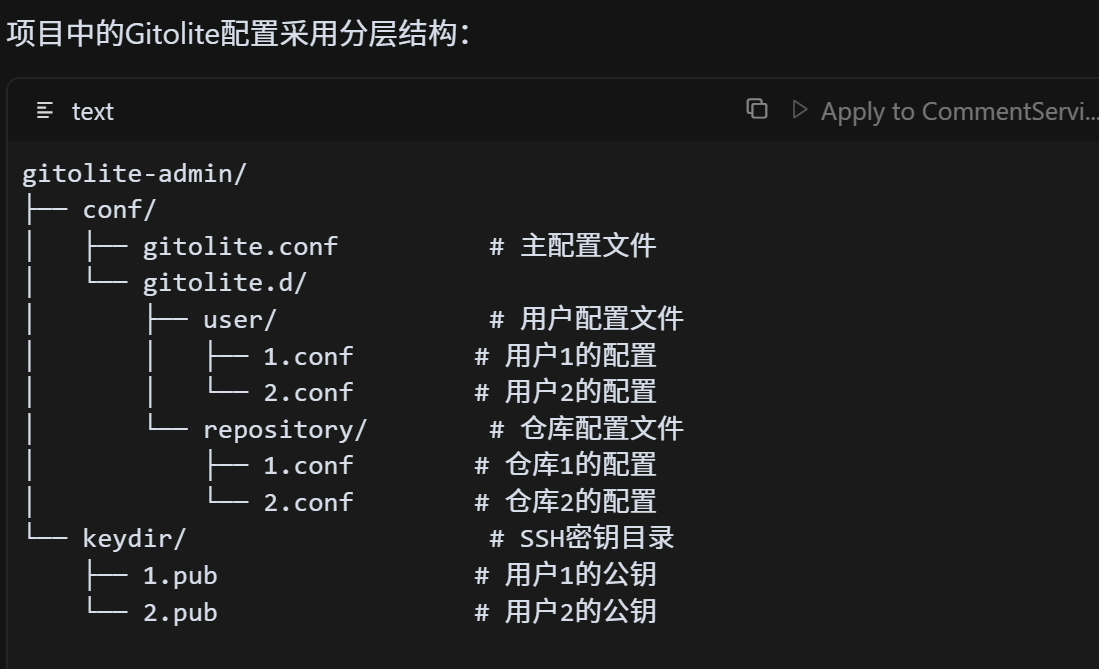 项目中的Gitolite配置采用分层结构：
text
Apply to CommentServi...
gitolite-admin/
├── conf/
│   ├── gitolite.conf          # 主配置文件
│   └── gitolite.d/
│       ├── user/              # 用户配置文件
│       │   ├── 1.conf        # 用户1的配置
│       │   └── 2.conf        # 用户2的配置
│       └── repository/        # 仓库配置文件
│           ├── 1.conf        # 仓库1的配置
│           └── 2.conf        # 仓库2的配置
└── keydir/                    # SSH密钥目录
    ├── 1.pub                 # 用户1的公钥
    └── 2.pub                 # 用户2的公钥